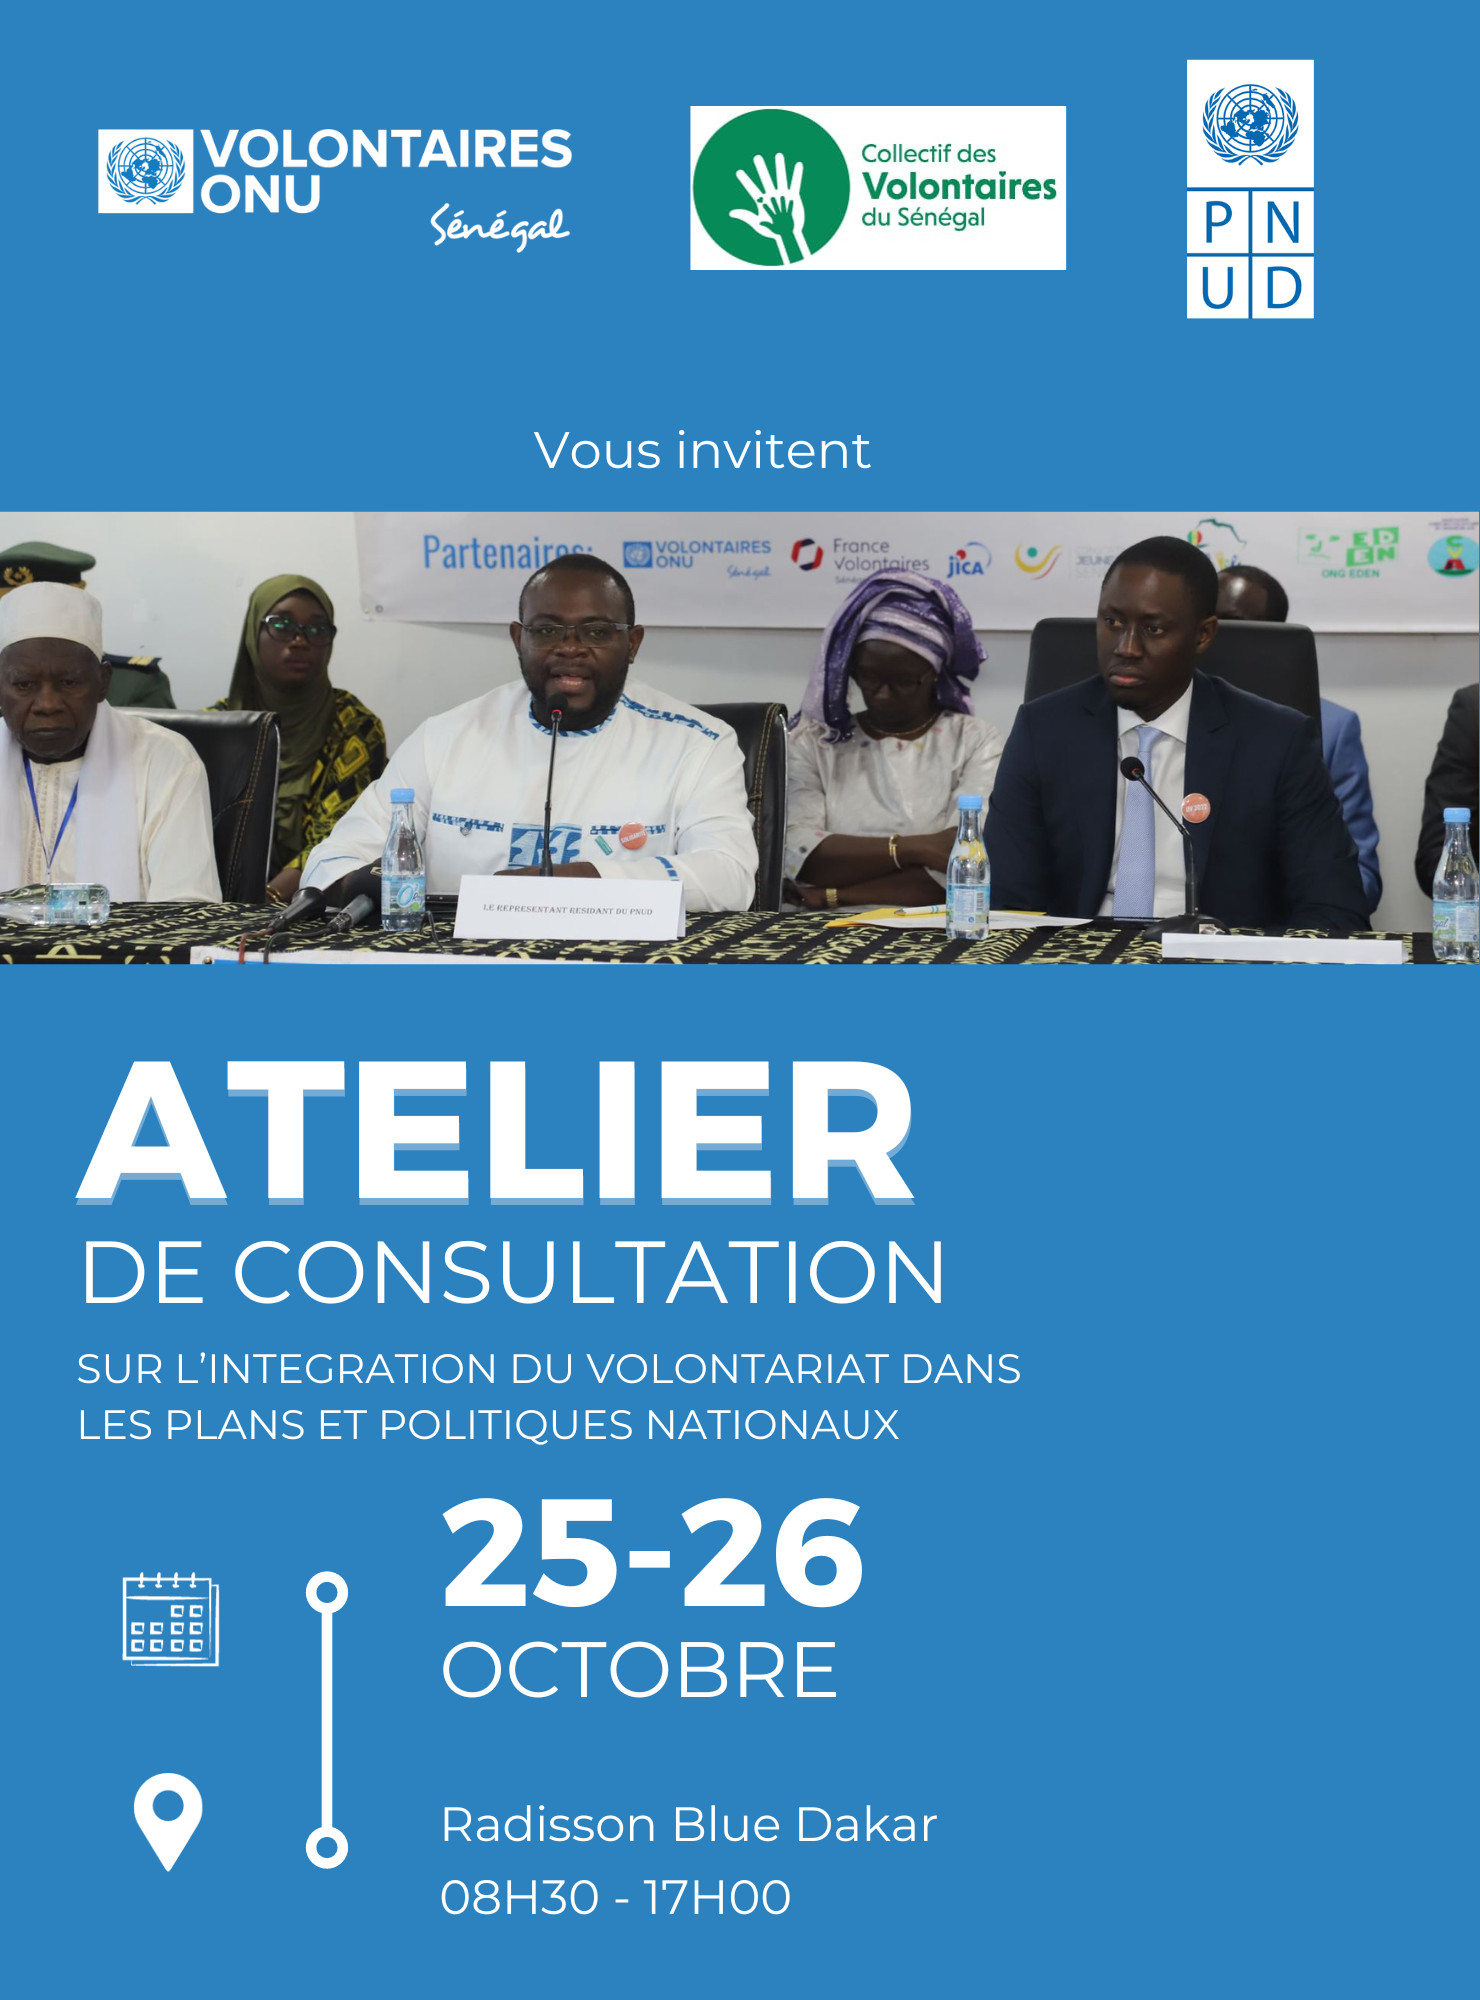 VOLONTAIRES
ONU
Sénégal
Collectif des
Volontaires
du Sénégal
P N
U D
Vous invitent
Partenaires:
VOLONTAIRES
ONU
Sénégal
France
Volontaires
jICA
EDEN
ONG EDEN
LE REPRESENTANT RESIDANT DU PNUD
ATELIER
DE CONSULTATION
SUR L’INTEGRATION DU VOLONTARIAT DANS
LES PLANS ET POLITIQUES NATIONAUX
25-26
OCTOBRE
Radisson Blue Dakar
08H30 - 17H00